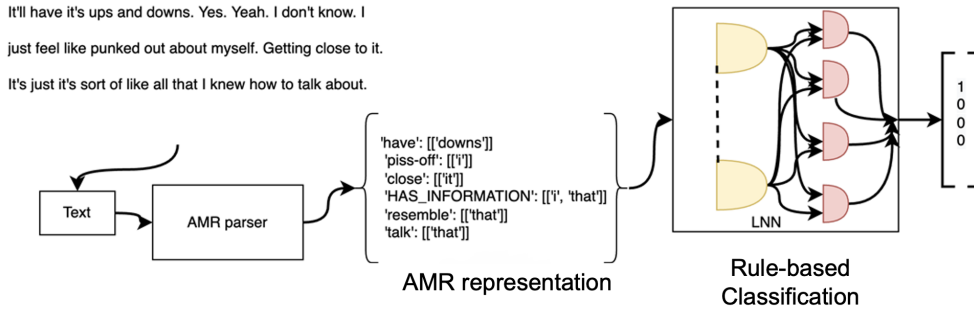 It'll have it's ups and downs. Yes. Yeah. I don't know. I
just feel like punked out about myself. Getting close to it.
It's just it's sort of like all that I knew how to talk about.
Text
AMR parser
'have': [['downs']]
'piss-off': [['i']]
'close': [['it']]
'HAS_INFORMATION': [['i', 'that']]
'resemble': [['that']]
'talk': [['that']]
AMR representation
LNN
Rule-based
Classification
1
0
0
0